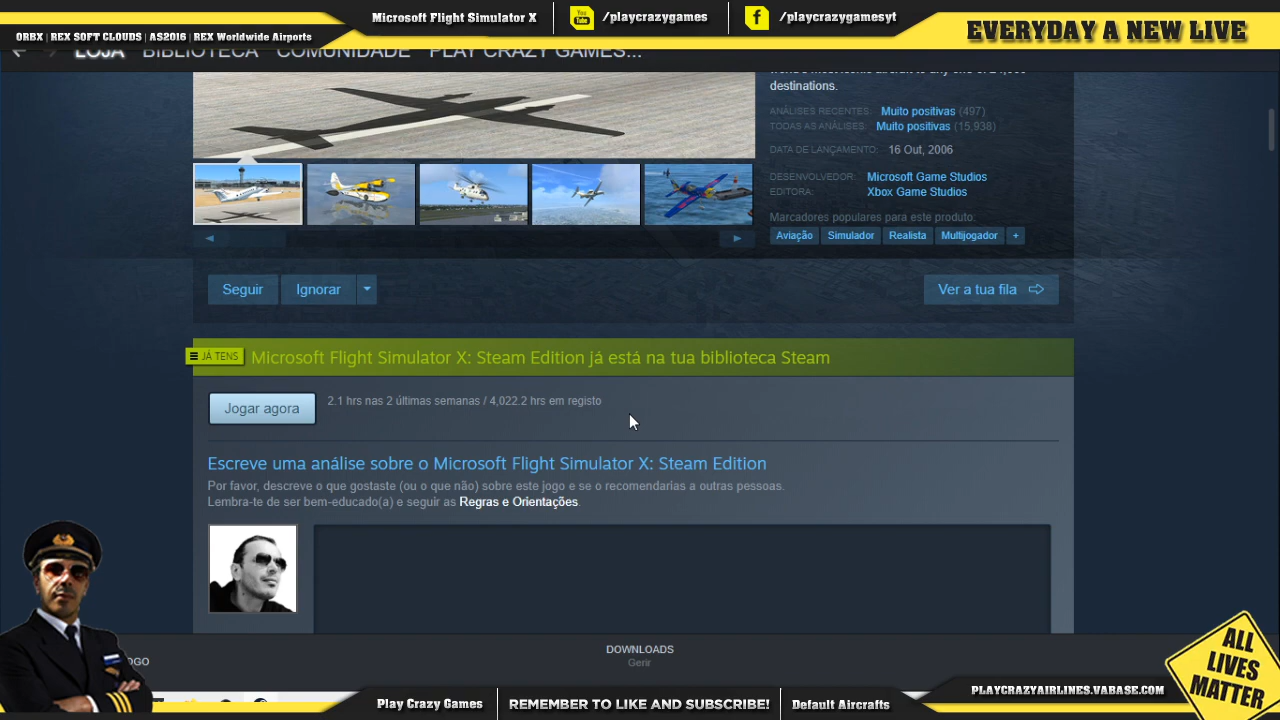 Microsoft Flight Simulator X
/playcrazygames
/playcrazygamesyt
EVERYDAY A NEW LIVE
ORBX | REX SOFT CLOUDS | AS2016 | REX Worldwide Airports
LOJA BIBLIOTECA COMUNIDADE PLAY CRAZY GAMES...
destinations.
ANÁLISES RECENTES: Muito positivas (497)
TODAS AS ANÁLISES: Muito positivas (15,938)
DATA DE LANÇAMENTO: 16 Out, 2006
DESENVOLVEDOR: Microsoft Game Studios
EDITORA: Xbox Game Studios
Marcadores populares para este produto:
Aviação Simulador Realista Multijogador +
Seguir Ignorar Ver a tua fila
JÁ TENS Microsoft Flight Simulator X: Steam Edition já está na tua biblioteca Steam
Jogar agora 2.1 hrs nas 2 últimas semanas / 4,022.2 hrs em registo
Escreve uma análise sobre o Microsoft Flight Simulator X: Steam Edition
Por favor, descreve o que gostaste (ou o que não) sobre este jogo e se o recomendarias a outras pessoas.
Lembra-te de ser bem-educado(a) e seguir as Regras e Orientações.
DOWNLOADS
Gerir
OGO
ALL
LIVES
MATTER
PLAYCRAZYAIRLINES.VABASE.COM
Play Crazy Games
REMEMBER TO LIKE AND SUBSCRIBE!
Default Aircrafts